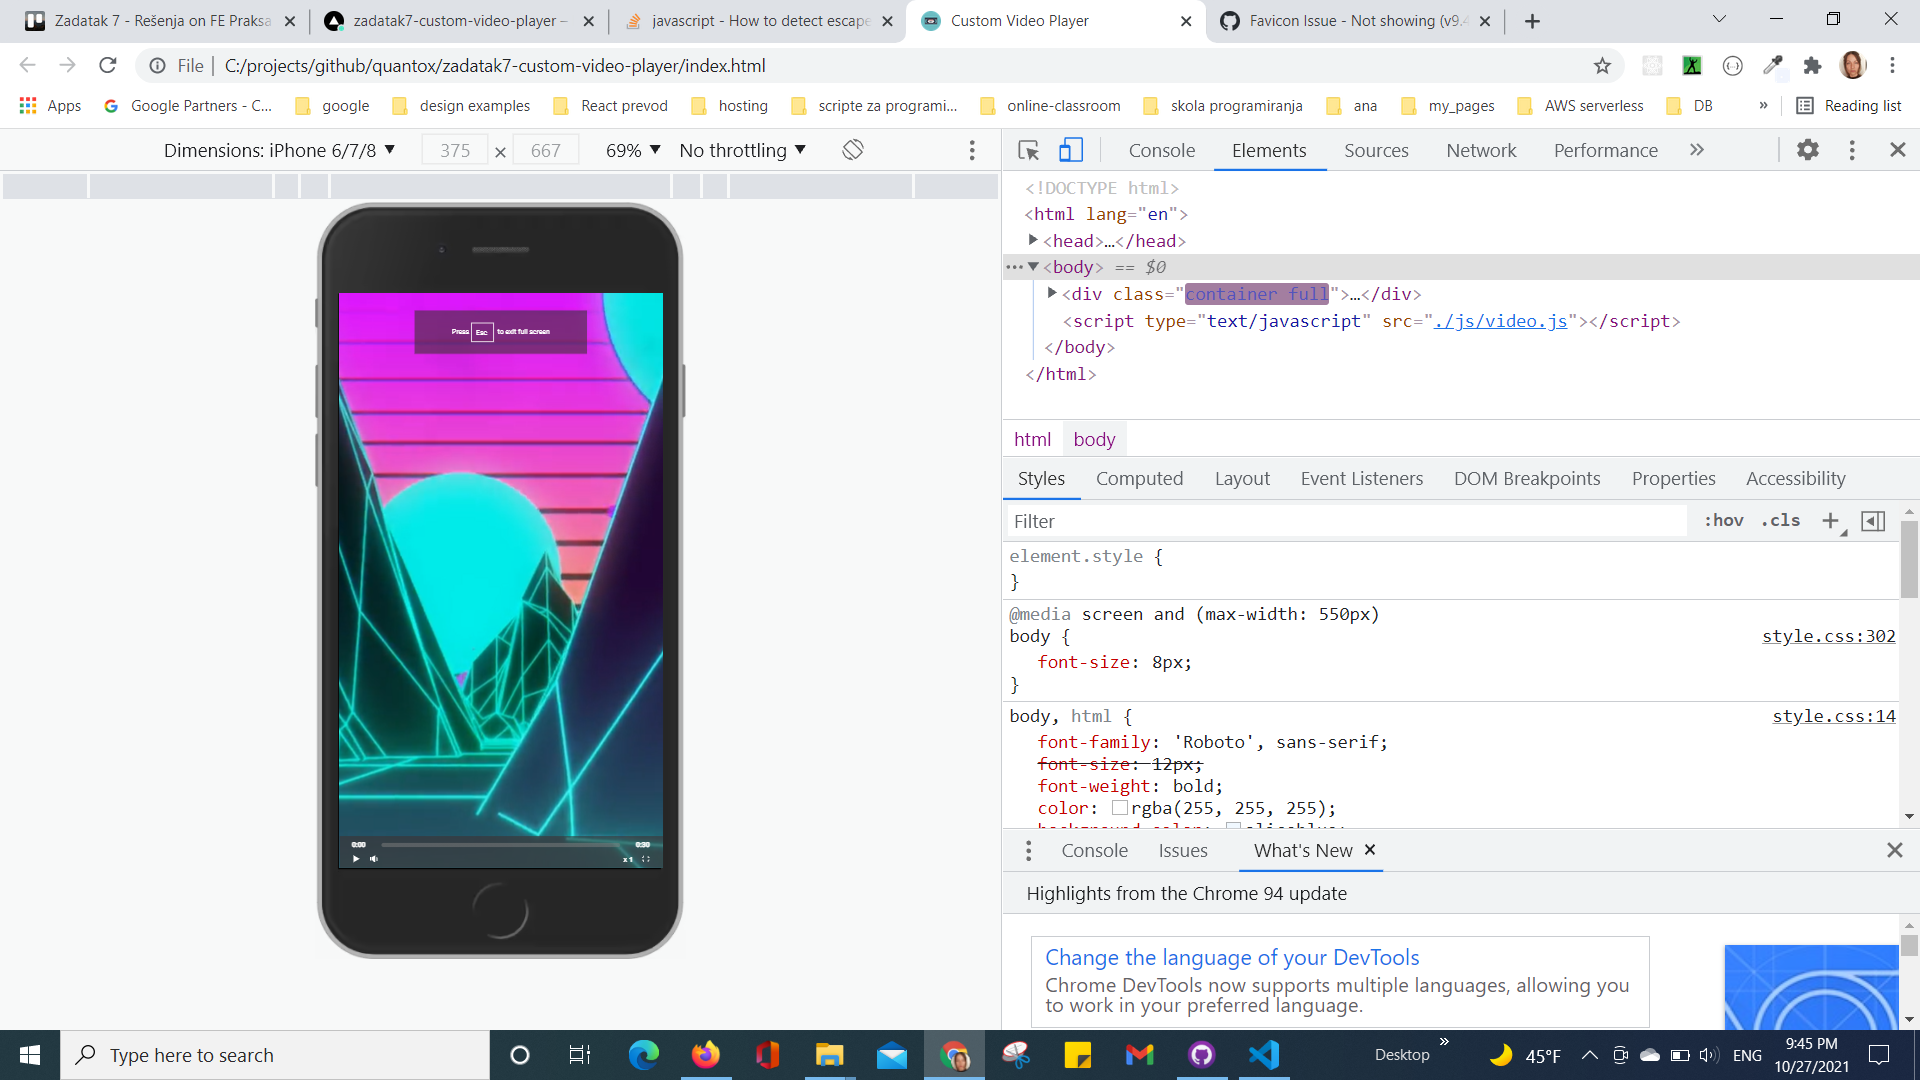 Zadatak 7 - Rešenja on FE Praksa
zadatak7-custom-video-player –
javascript - How to detect escape
Custom Video Player
Favicon Issue - Not showing (v9.4
File
C:/projects/github/quantox/zadatak7-custom-video-player/index.html
Apps
Google Partners - C...
google
design examples
React prevod
hosting
scripte za programi...
online-classroom
skola programiranja
ana
my_pages
AWS serverless
DB
»
Reading list
Dimensions: iPhone 6/7/8 ▼
375 × 667
69% ▼
No throttling ▼
Console
Elements
Sources
Network
Performance
»
Press Esc to exit full screen
0:00
0:30
x 1
<!DOCTYPE html>
<html lang="en">
<head>…</head>
<body> == $0
<div class="container full">…</div>
<script type="text/javascript" src="./js/video.js"></script>
</body>
</html>
html
body
Styles
Computed
Layout
Event Listeners
DOM Breakpoints
Properties
Accessibility
Filter
:hov
.cls
element.style {
}
@media screen and (max-width: 550px)
body {
style.css:302
font-size: 8px;
}
body, html {
style.css:14
font-family: 'Roboto', sans-serif;
font-size: 12px;
font-weight: bold;
color: rgba(255, 255, 255);
background-color: aliceblue;
Console
Issues
What's New
Highlights from the Chrome 94 update
Change the language of your DevTools
Chrome DevTools now supports multiple languages, allowing you
to work in your preferred language.
Type here to search
Desktop
»
45°F
ENG
9:45 PM
10/27/2021